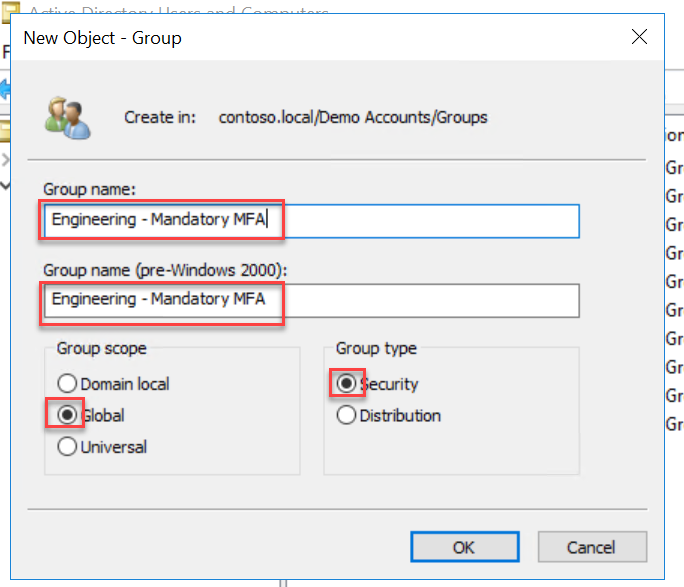 Active Directory Users and Computers
New Object - Group
Create in: contoso.local/Demo Accounts/Groups
Group name:
Engineering - Mandatory MFA
Group name (pre-Windows 2000):
Engineering - Mandatory MFA
Group scope
Domain local
Global
Universal
Group type
Security
Distribution
OK
Cancel
Gr
Gr
Gr
Gr
Gr
Gr
Gr
Gr
Gr
Gr